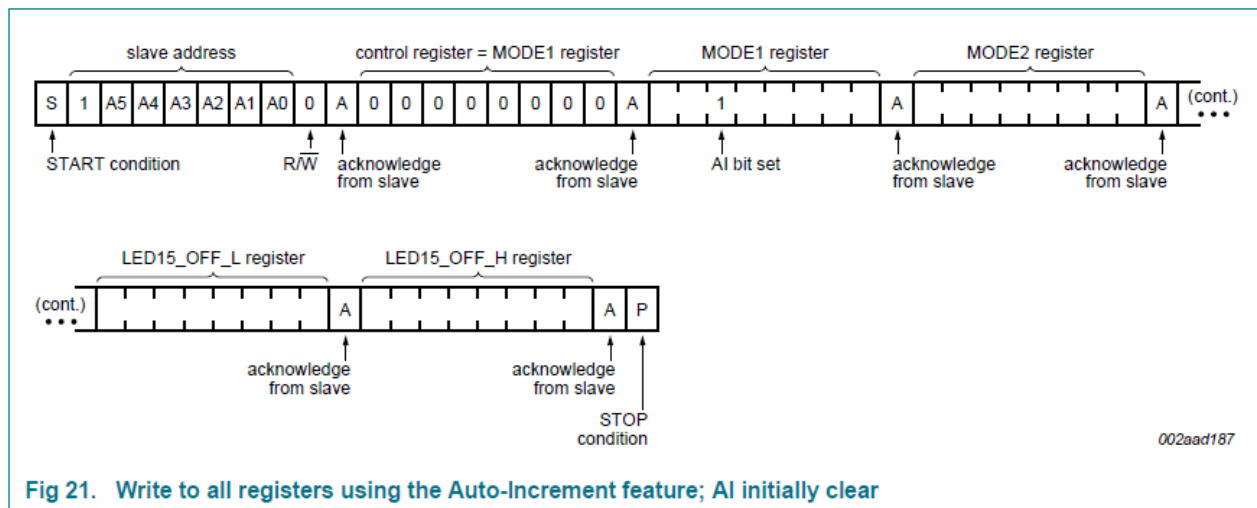 slave address control register = MODE1 register MODE1 register MODE2 register
S 1 A5 A4 A3 A2 A1 A0 0 A 0 0 0 0 0 0 0 0 A 1 A A (cont.)
START condition R/W̅ acknowledge from slave acknowledge from slave AI bit set acknowledge from slave acknowledge from slave
LED15_OFF_L register LED15_OFF_H register
(cont.) A A P
acknowledge from slave acknowledge from slave
STOP condition
002aad187
Fig 21. Write to all registers using the Auto-Increment feature; AI initially clear